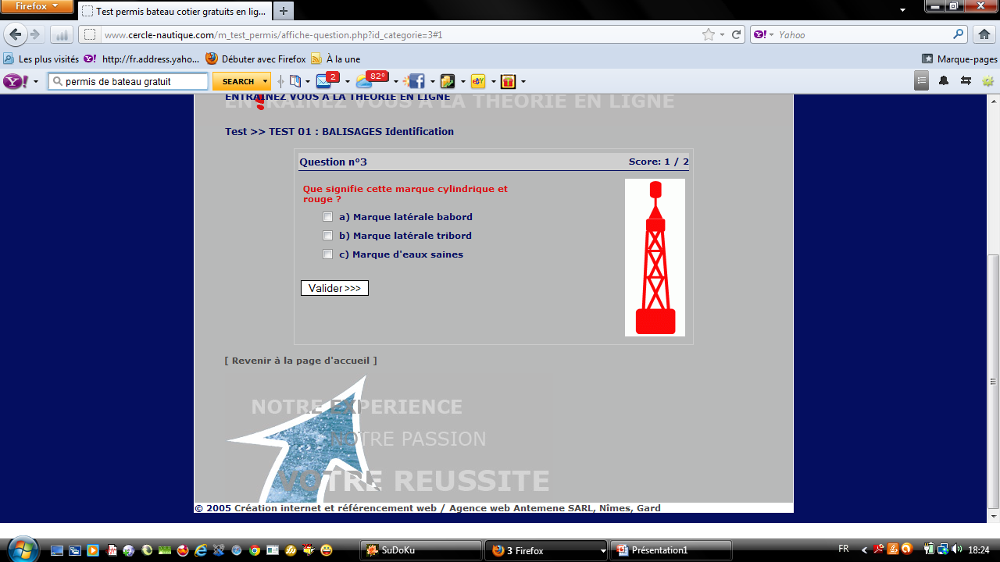 Firefox
Test permis bateau cotier gratuits en lig...
www.cercle-nautique.com/m_test_permis/affiche-question.php?id_categorie=3#1
Yahoo
Les plus visités
http://fr.address.yaho...
Débuter avec Firefox
À la une
Marque-pages
Y!
permis de bateau gratuit
SEARCH
2
82°
ebY
ENTRAINEZ VOUS A LA THEORIE EN LIGNE
ENTRAINEZ VOUS A LA THEORIE EN LIGNE
Test >> TEST 01 : BALISAGES Identification
Question n°3
Score: 1 / 2
Que signifie cette marque cylindrique et
rouge ?
a) Marque latérale babord
b) Marque latérale tribord
c) Marque d'eaux saines
Valider >>>
[ Revenir à la page d'accueil ]
NOTRE EXPERIENCE
NOTRE PASSION
VOTRE REUSSITE
© 2005 Création internet et référencement web / Agence web Antemene SARL, Nîmes, Gard
SuDoKu
3 Firefox
Présentation1
FR
18:24